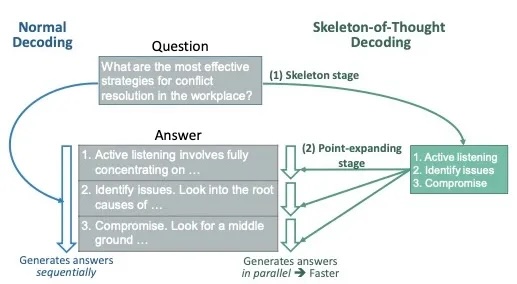 Normal
Decoding
Skeleton-of-Thought
Decoding
Question
What are the most effective
strategies for conflict
resolution in the workplace?
(1) Skeleton stage
Answer
1. Active listening involves fully
concentrating on ...
2. Identify issues. Look into the root
causes of ...
3. Compromise. Look for a middle
ground ...
(2) Point-expanding
stage
1. Active listening
2. Identify issues
3. Compromise
Generates answers
sequentially
Generates answers
in parallel ➔ Faster